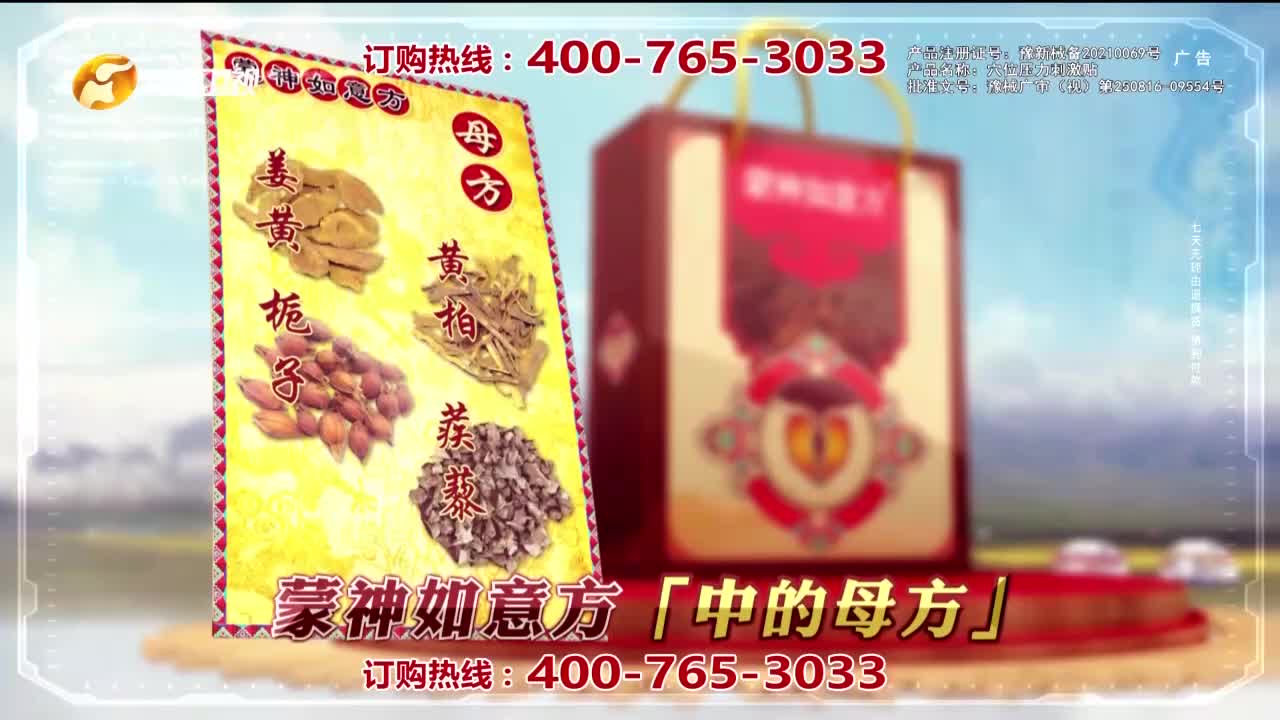 订购热线：400-765-3033
产品注册证号：豫新械备20210069号
产品名称：穴位压力刺激贴
批准文号：豫械广审（视）第250816-09554号
广告
蒙神如意方
母方
姜黄
栀子
黄柏
蒺藜
蒙神如意方
蒙神如意方「中的母方」
订购热线：400-765-3033